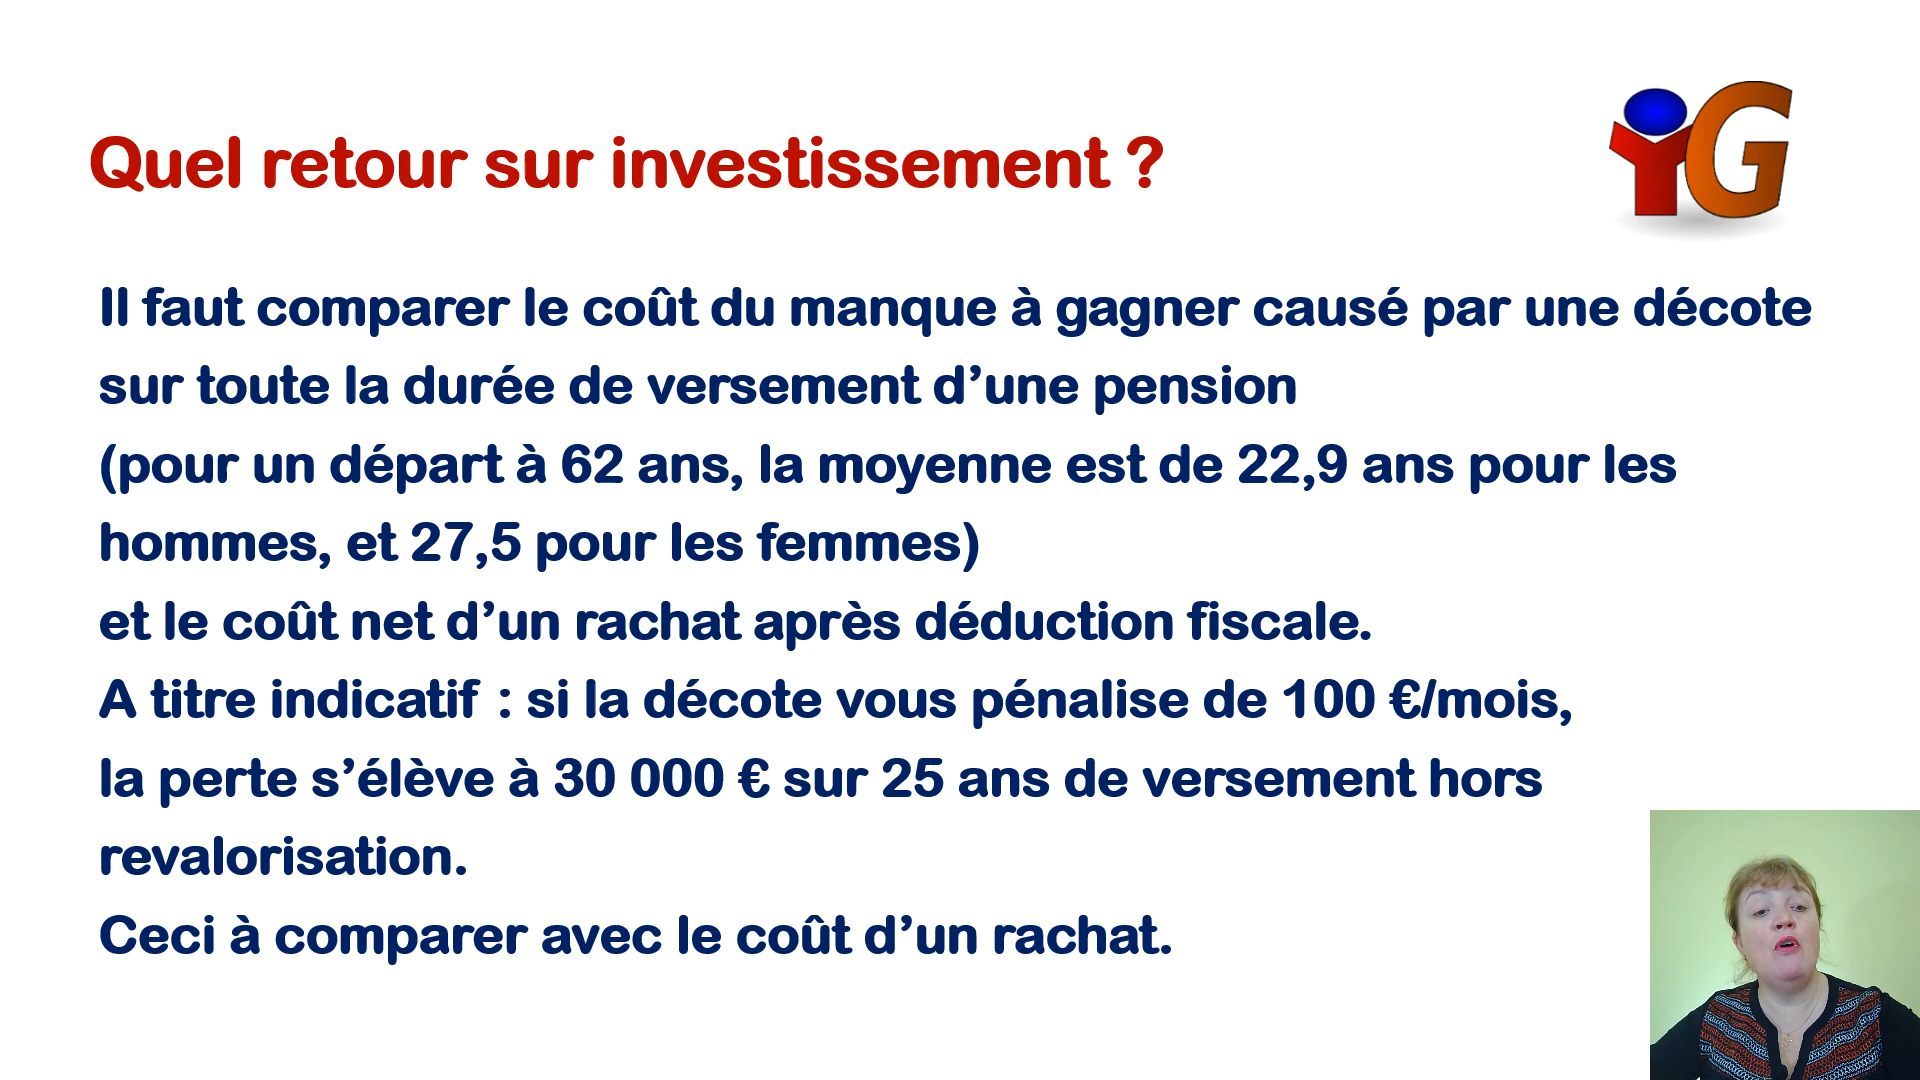 Quel retour sur investissement ?
iG
Il faut comparer le coût du manque à gagner causé par une décote
sur toute la durée de versement d’une pension
(pour un départ à 62 ans, la moyenne est de 22,9 ans pour les
hommes, et 27,5 pour les femmes)
et le coût net d’un rachat après déduction fiscale.
A titre indicatif : si la décote vous pénalise de 100 €/mois,
la perte s’élève à 30 000 € sur 25 ans de versement hors
revalorisation.
Ceci à comparer avec le coût d’un rachat.